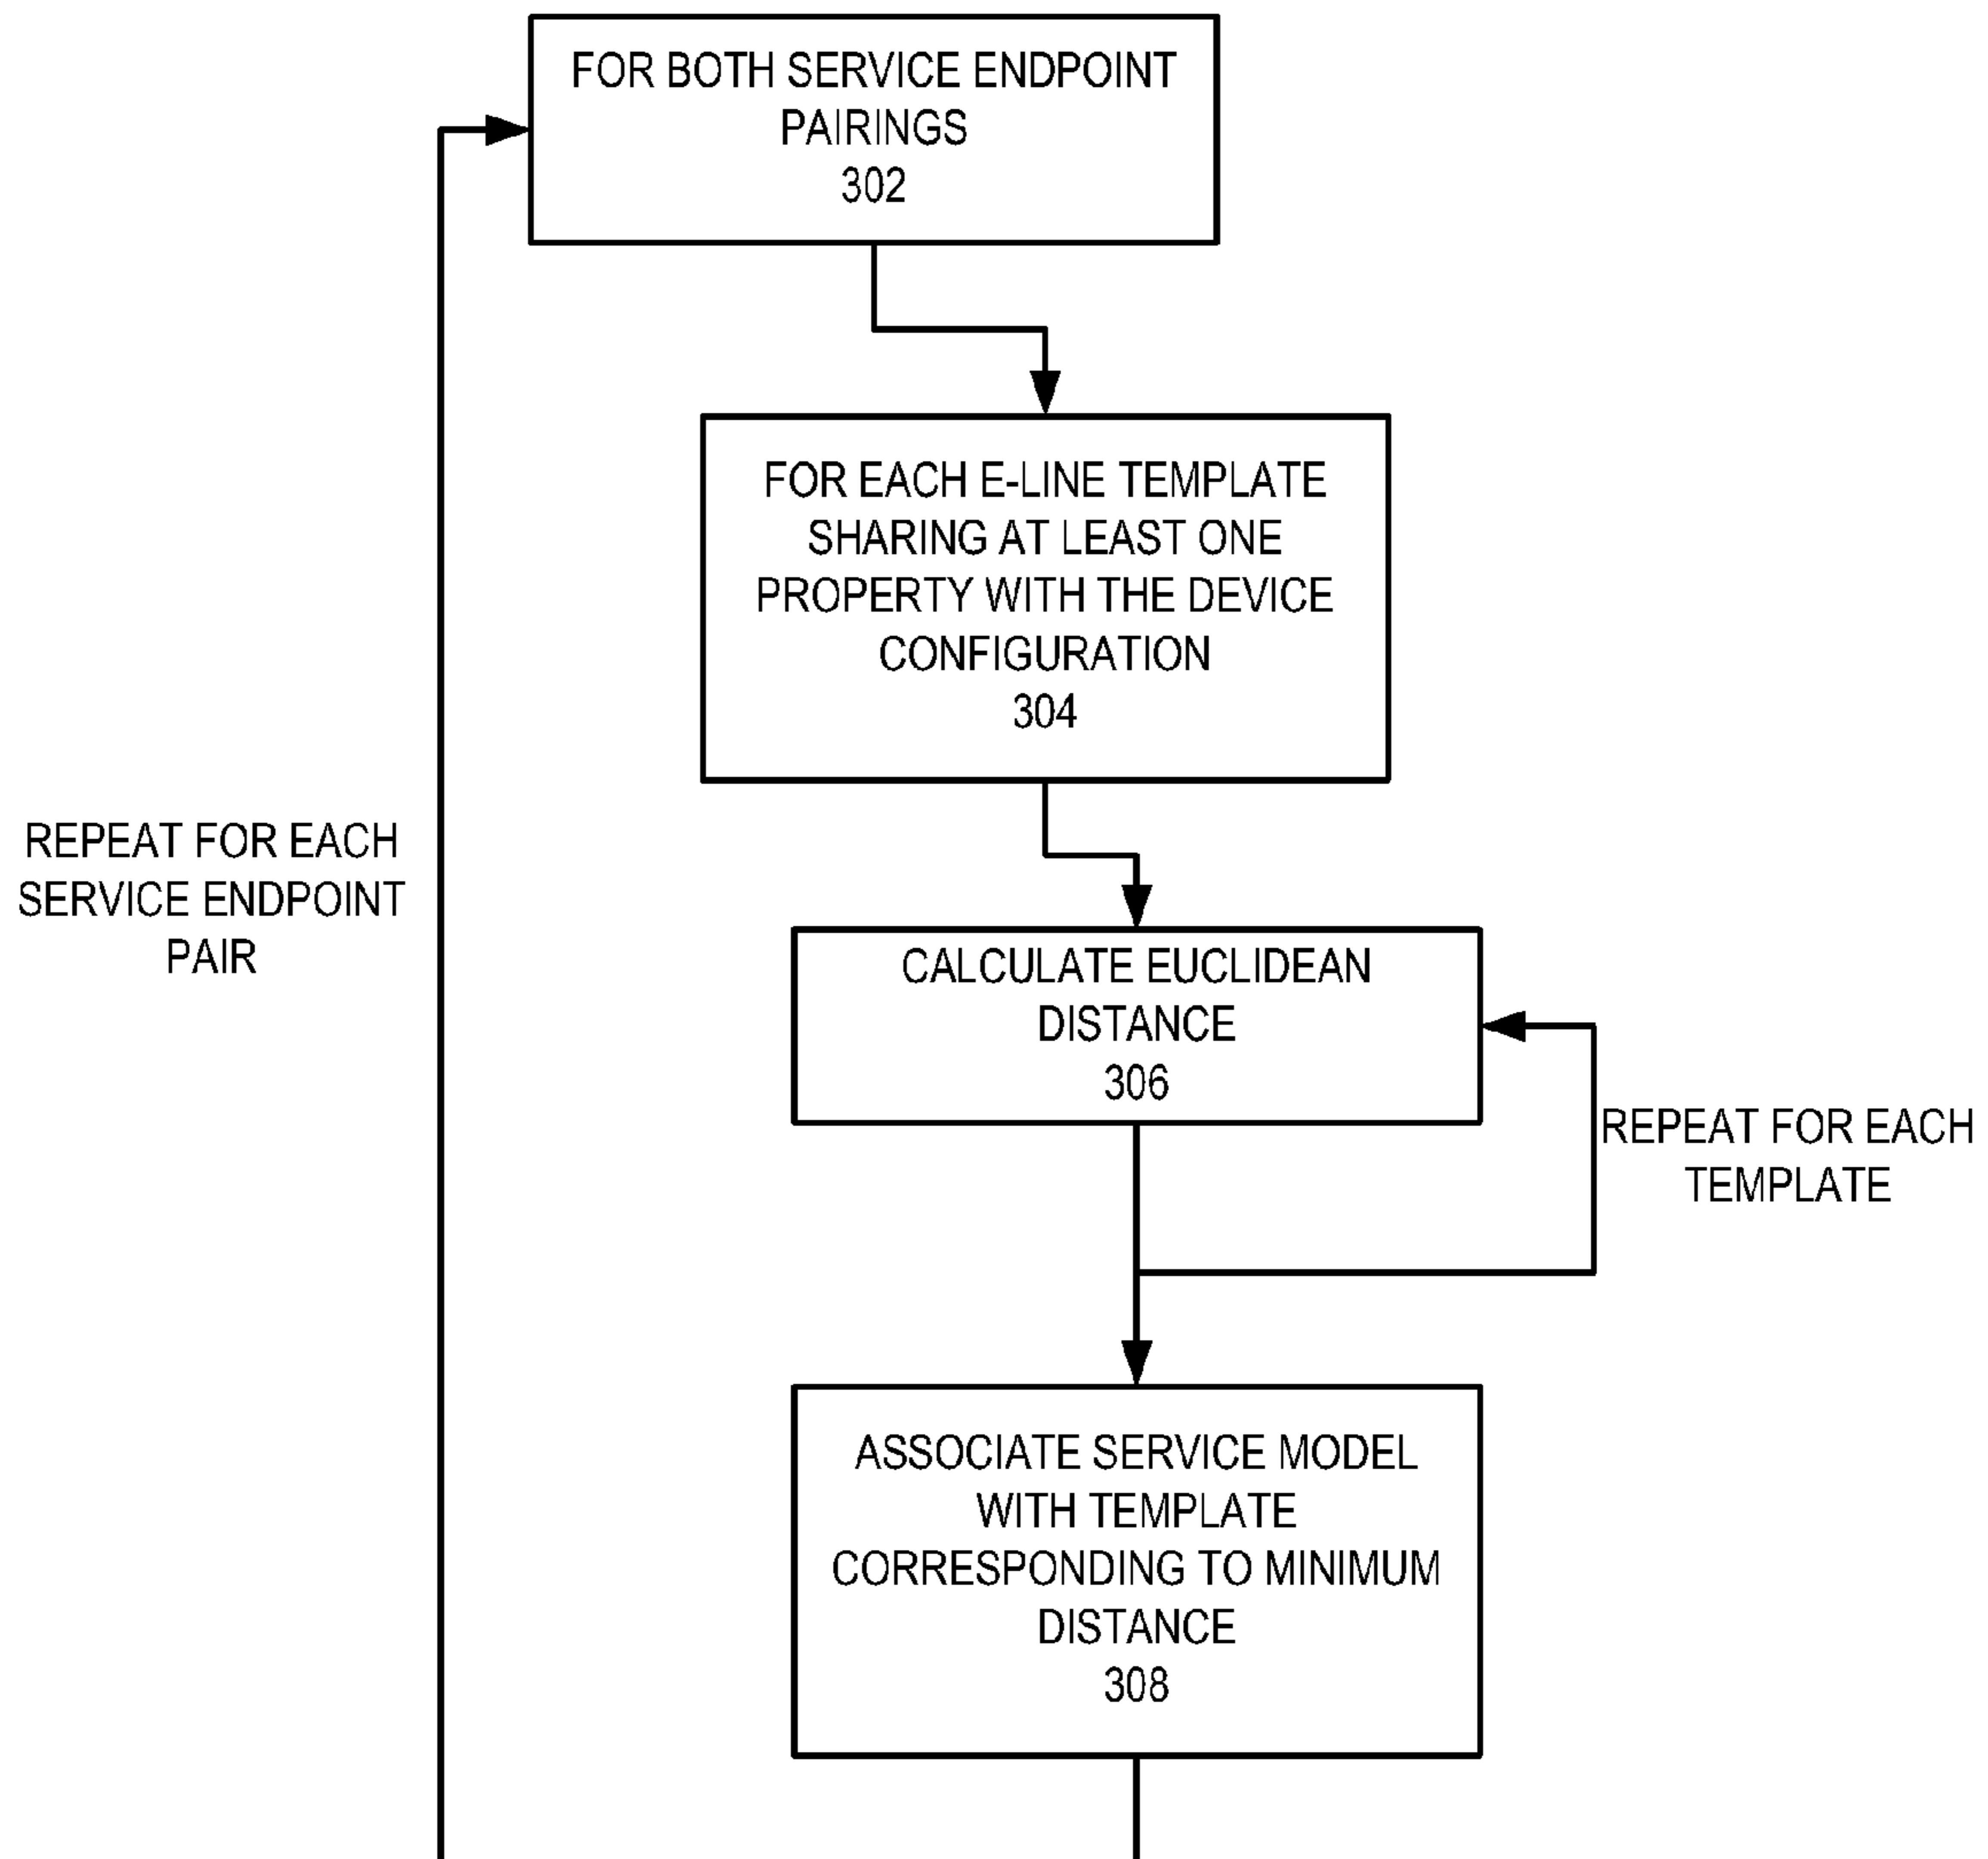 FOR BOTH SERVICE ENDPOINT
PAIRINGS
302
FOR EACH E-LINE TEMPLATE
SHARING AT LEAST ONE
PROPERTY WITH THE DEVICE
CONFIGURATION
304
REPEAT FOR EACH
SERVICE ENDPOINT
PAIR
CALCULATE EUCLIDEAN
DISTANCE
306
REPEAT FOR EACH
TEMPLATE
ASSOCIATE SERVICE MODEL
WITH TEMPLATE
CORRESPONDING TO MINIMUM
DISTANCE
308